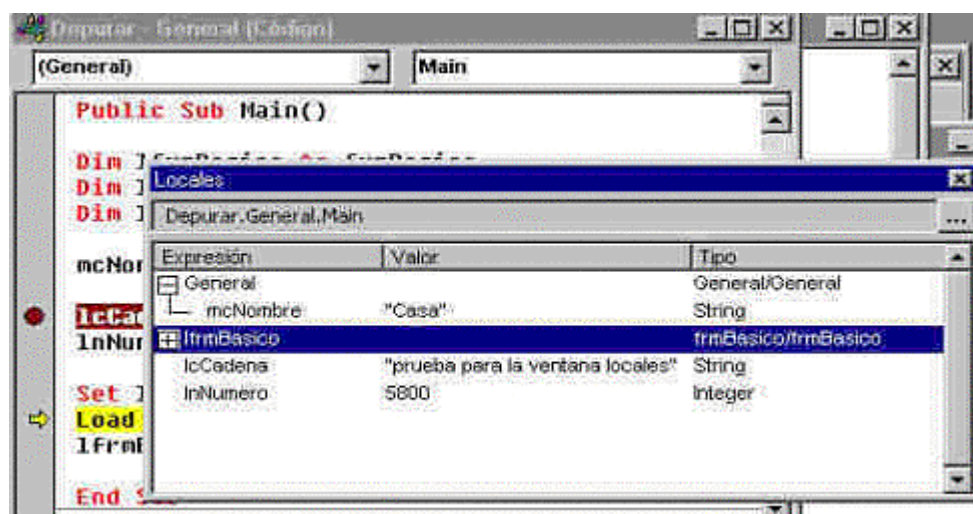 Depurar - General (Código)
(General) Main
Public Sub Main()
Dim
Dim
Dim
Locales
Depurar.General.Main
Expresión Valor Tipo
General General/General
mcNombre "Casa" String
lfrmBasico frmBasico/frmBasico
lcCadena "prueba para la ventana locales" String
lnNumero 5800 Integer
mcNor
lcCad
lnNur
Set
Load
lfrm
End
...